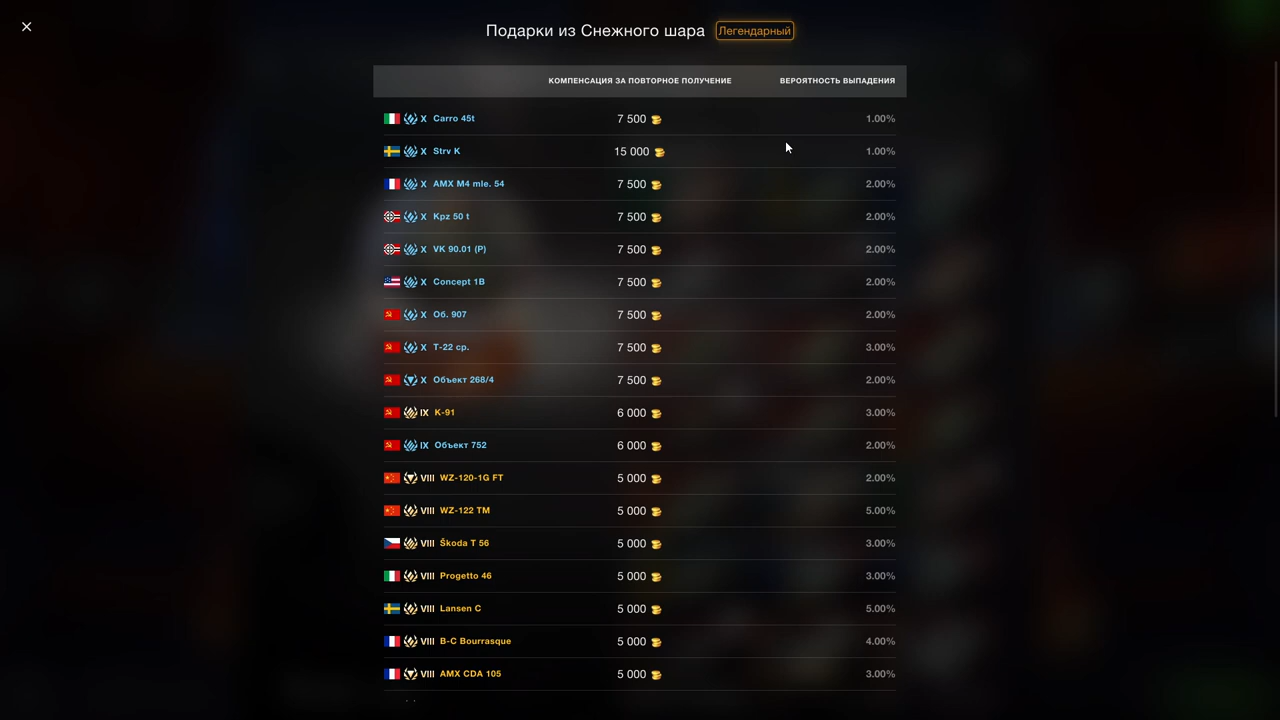 Подарки из Снежного шара Легендарный
КОМПЕНСАЦИЯ ЗА ПОВТОРНОЕ ПОЛУЧЕНИЕ ВЕРОЯТНОСТЬ ВЫПАДЕНИЯ
X Carro 45t 7 500 1.00%
X Strv K 15 000 1.00%
X AMX M4 mle. 54 7 500 2.00%
X Kpz 50 t 7 500 2.00%
X VK 90.01 (P) 7 500 2.00%
X Concept 1B 7 500 2.00%
X Об. 907 7 500 2.00%
X Т-22 ср. 7 500 3.00%
X Объект 268/4 7 500 2.00%
IX К-91 6 000 3.00%
IX Объект 752 6 000 2.00%
VIII WZ-120-1G FT 5 000 2.00%
VIII WZ-122 TM 5 000 5.00%
VIII Škoda T 56 5 000 3.00%
VIII Progetto 46 5 000 3.00%
VIII Lansen C 5 000 5.00%
VIII B-C Bourrasque 5 000 4.00%
VIII AMX CDA 105 5 000 3.00%